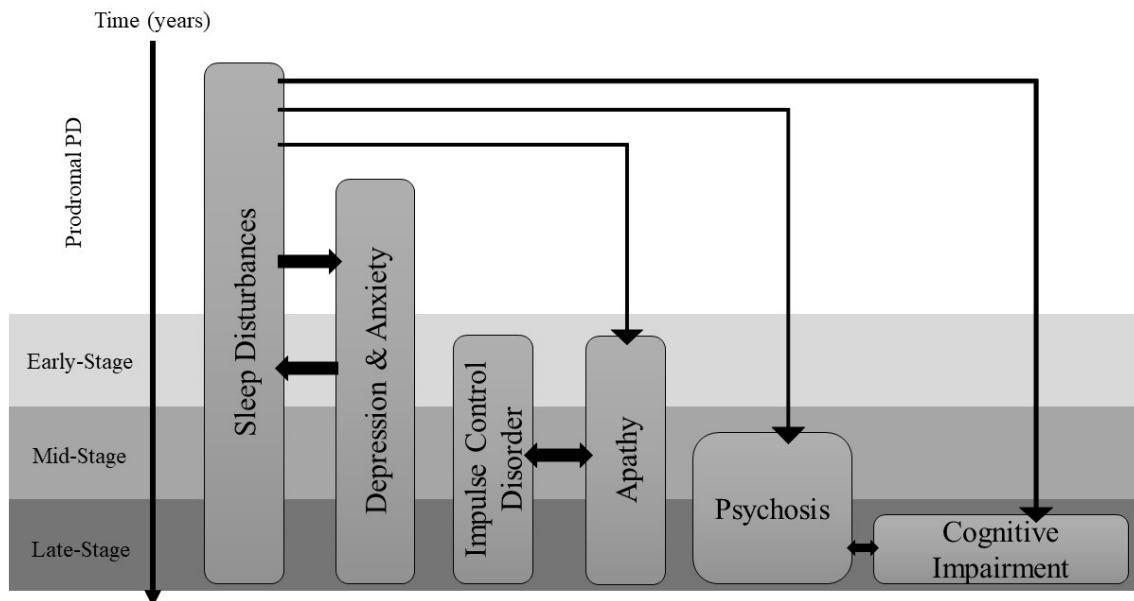 Time (years)
Prodromal PD
Early-Stage
Mid-Stage
Late-Stage
Sleep Disturbances
Depression & Anxiety
Impulse Control
Disorder
Apathy
Psychosis
Cognitive
Impairment